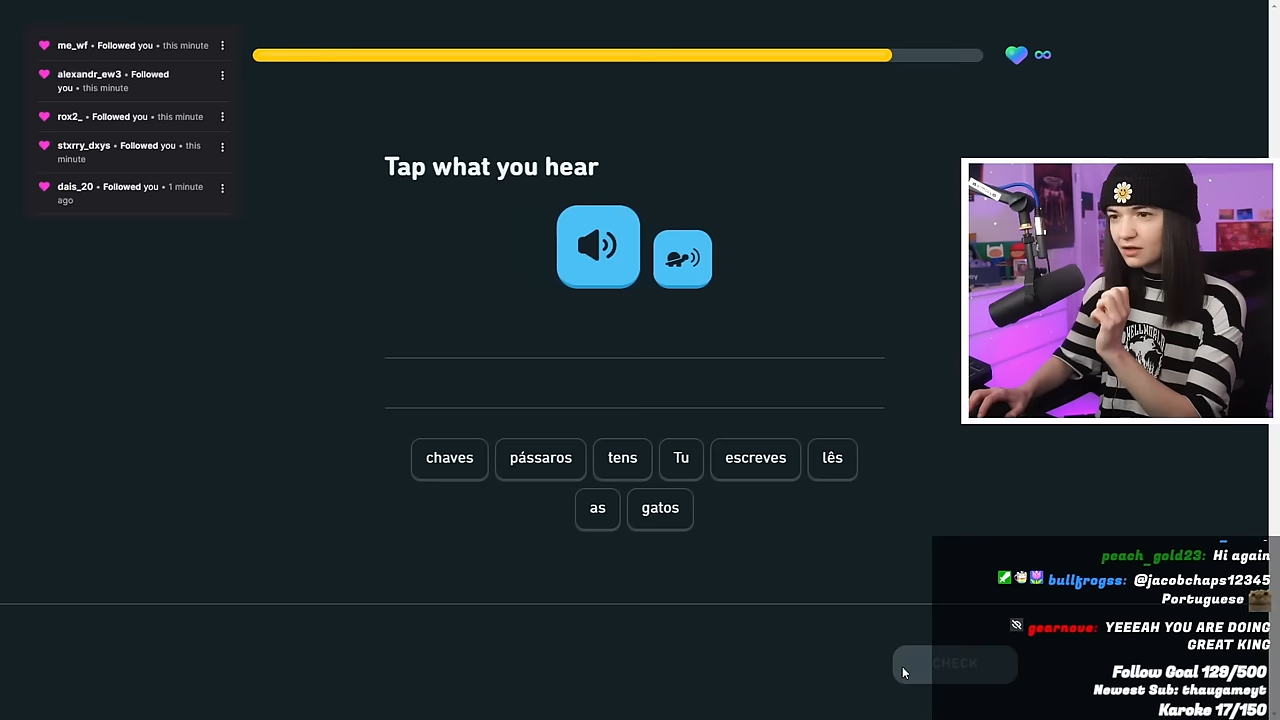 me_wf • Followed you • this minute
alexandr_ew3 • Followed
you • this minute
rox2_ • Followed you • this minute
stxrry_dxys • Followed you • this
minute
dais_20 • Followed you • 1 minute
ago
Tap what you hear
chaves pássaros tens Tu escreves lês
as gatos
CHECK
peach_gold23: Hi again
bullfrogss: @jacobchaps12345
Portuguese
gearnove: YEEEAH YOU ARE DOING
GREAT KING
Follow Goal 129/500
Newest Sub: thaugameyt
Karoke 17/150